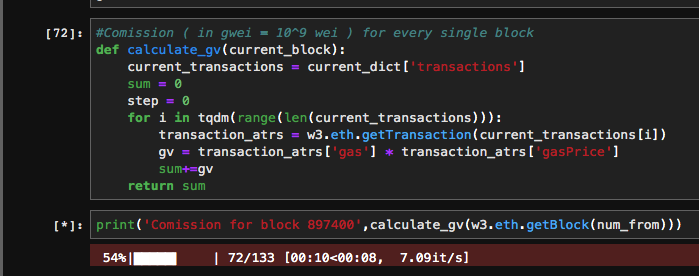 [72]: #Comission ( in gwei = 10^9 wei ) for every single block
def calculate_gv(current_block):
    current_transactions = current_dict['transactions']
    sum = 0
    step = 0
    for i in tqdm(range(len(current_transactions))):
        transaction_atrs = w3.eth.getTransaction(current_transactions[i])
        gv = transaction_atrs['gas'] * transaction_atrs['gasPrice']
        sum+=gv
    return sum
[*]: print('Comission for block 897400',calculate_gv(w3.eth.getBlock(num_from)))
54%|██████    | 72/133 [00:10<00:08,  7.09it/s]